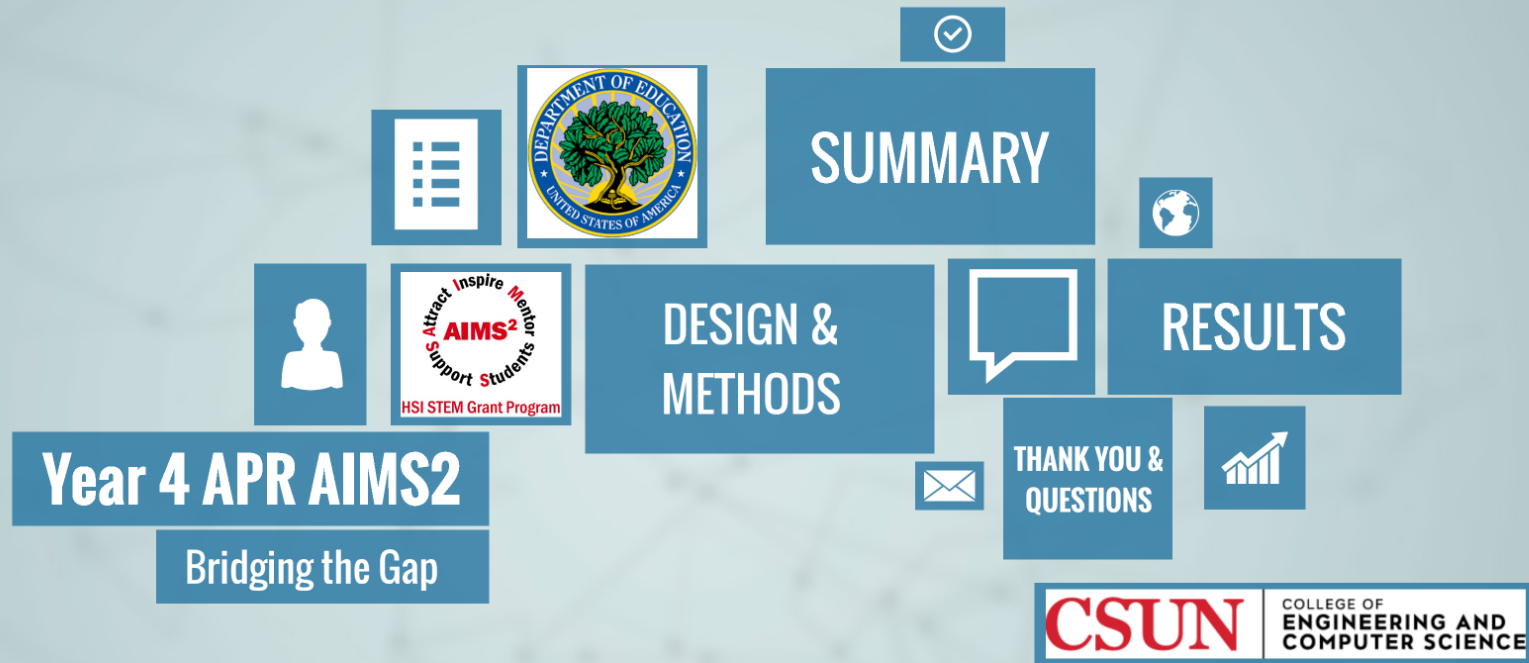 DEPARTMENT OF EDUCATION
UNITED STATES OF AMERICA
SUMMARY
Attract Inspire Mentor
AIMS²
Support Students
HSI STEM Grant Program
DESIGN &
METHODS
RESULTS
Year 4 APR AIMS2
Bridging the Gap
THANK YOU &
QUESTIONS
CSUN
COLLEGE OF
ENGINEERING AND
COMPUTER SCIENCE